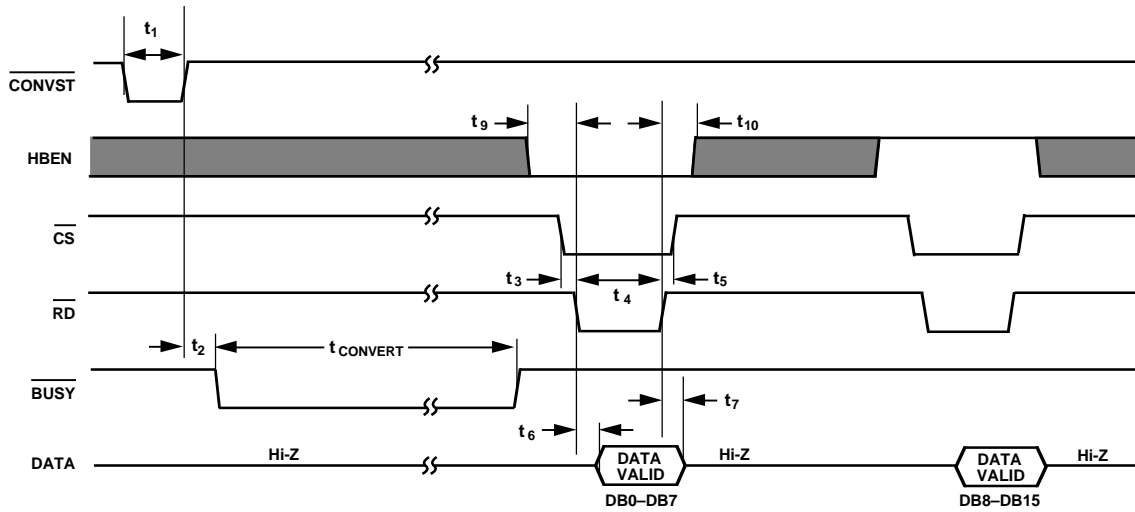 t1
CONVST
t9
t10
HBEN
CS
t3
t4
t5
RD
t2
tCONVERT
BUSY
t7
t6
DATA
Hi-Z
DATA VALID
Hi-Z
DATA VALID
Hi-Z
DB0–DB7
DB8–DB15